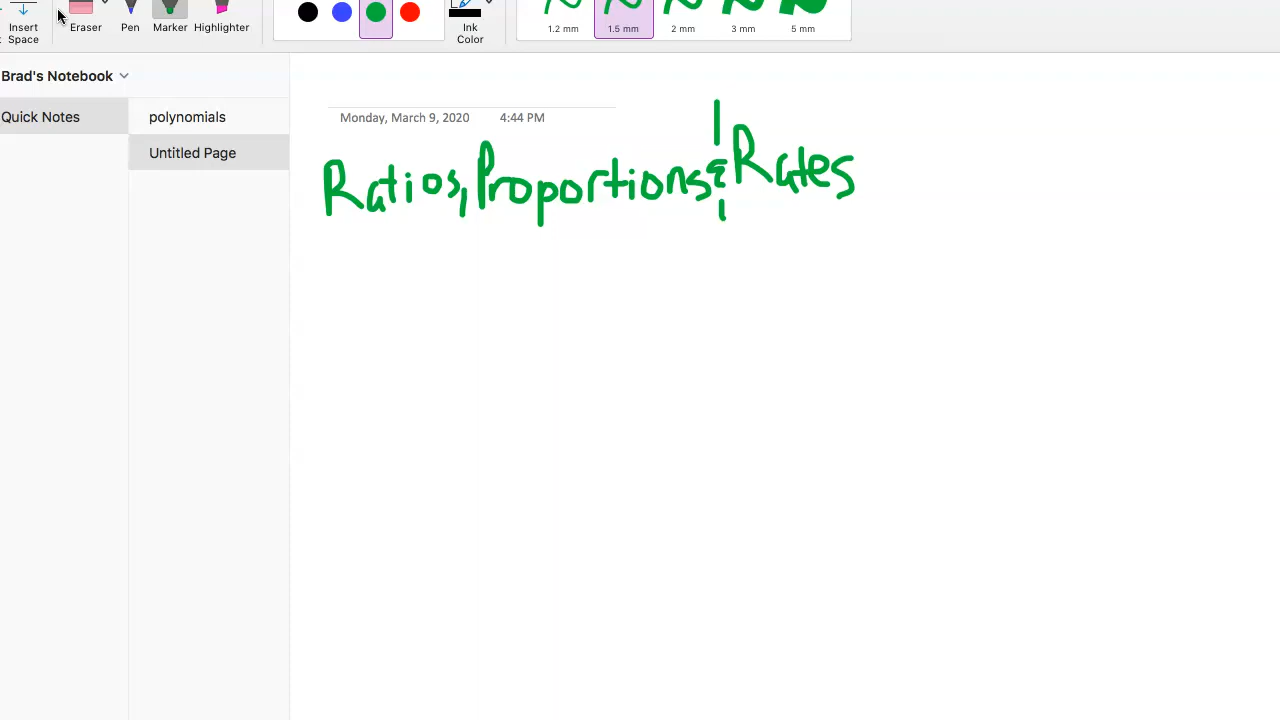 Insert Space
Eraser
Pen
Marker
Highlighter
Ink Color
1.2 mm
1.5 mm
2 mm
3 mm
5 mm
Brad's Notebook
Quick Notes
polynomials
Untitled Page
Monday, March 9, 2020 4:44 PM
Ratios, Proportions & Rates